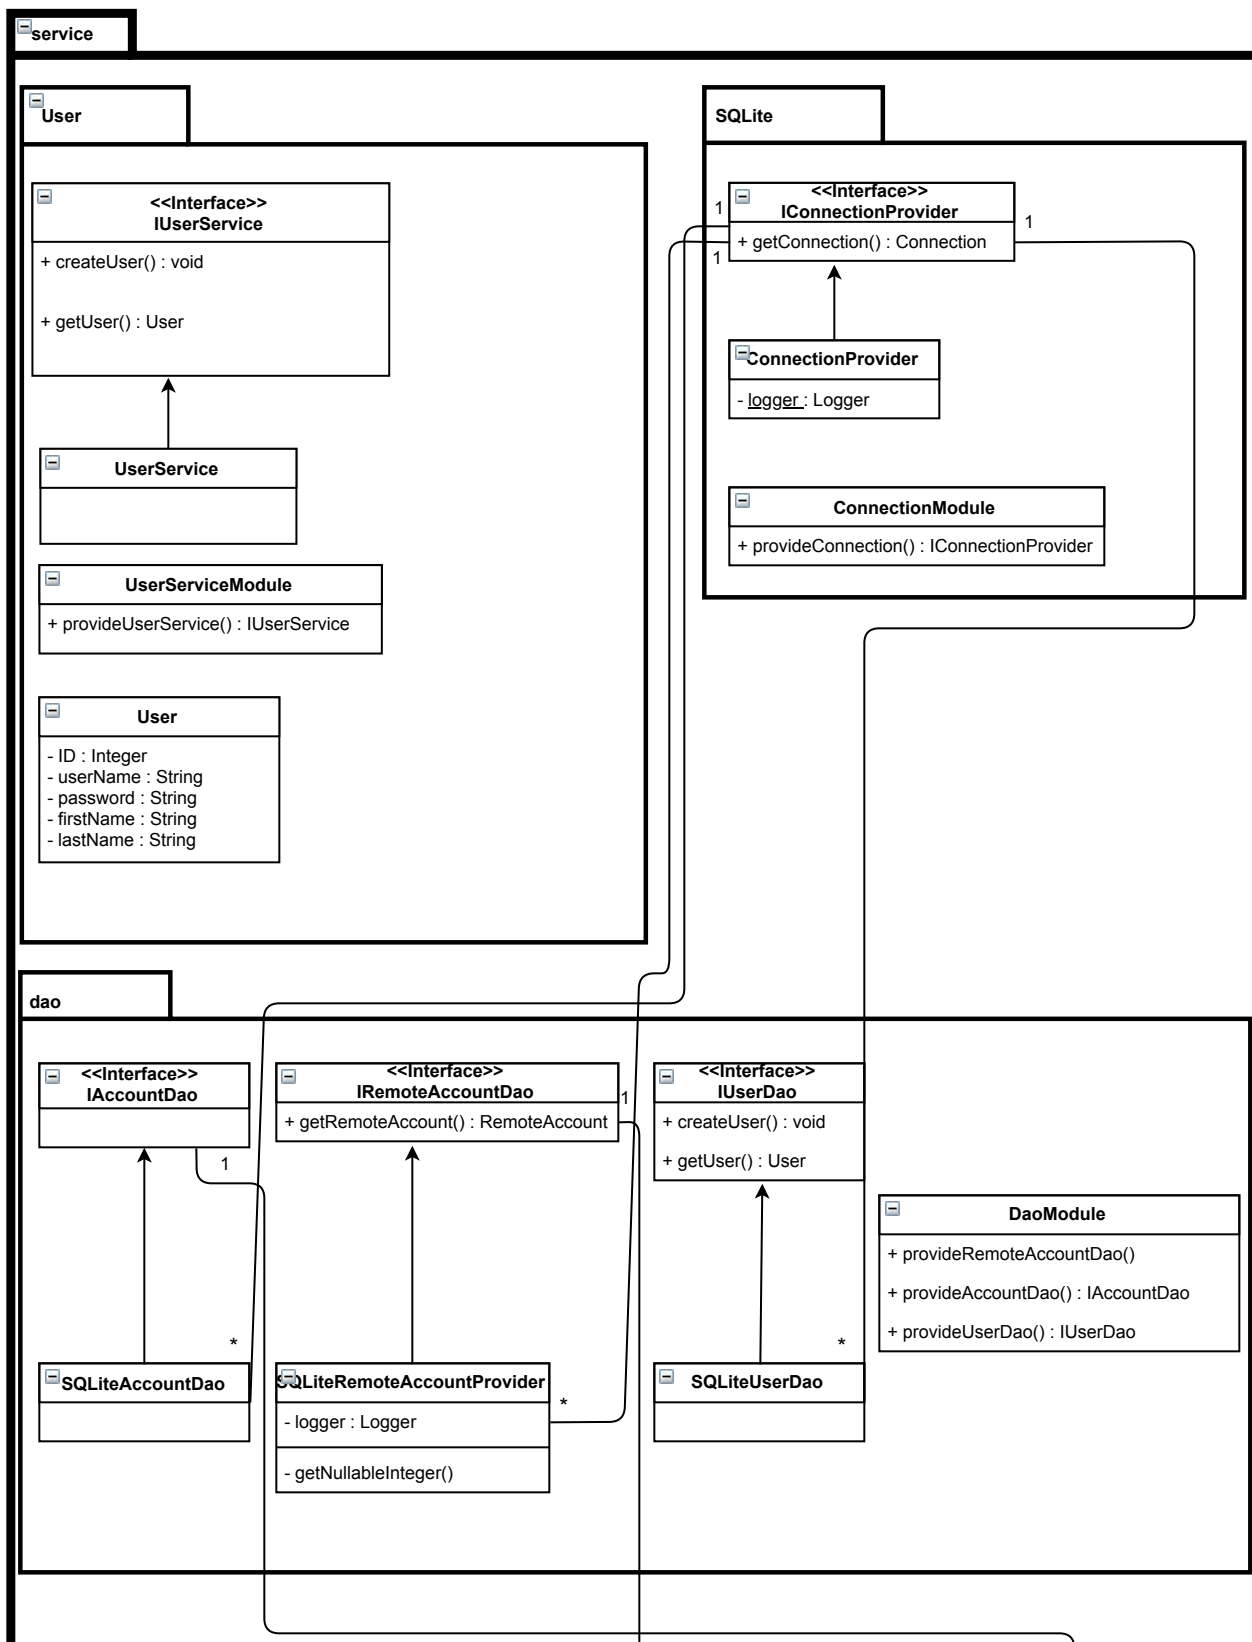 service
User
<<Interface>>
IUserService
+ createUser() : void
+ getUser() : User
UserService
UserServiceModule
+ provideUserService() : IUserService
User
- ID : Integer
- userName : String
- password : String
- firstName : String
- lastName : String
SQLite
<<Interface>>
IConnectionProvider
+ getConnection() : Connection
1
1
1
ConnectionProvider
- logger : Logger
ConnectionModule
+ provideConnection() : IConnectionProvider
dao
<<Interface>>
IAccountDao
1
*
SQLiteAccountDao
<<Interface>>
IRemoteAccountDao
+ getRemoteAccount() : RemoteAccount
1
SQLiteRemoteAccountProvider
- logger : Logger
- getNullableInteger()
*
<<Interface>>
IUserDao
+ createUser() : void
+ getUser() : User
*
SQLiteUserDao
DaoModule
+ provideRemoteAccountDao()
+ provideAccountDao() : IAccountDao
+ provideUserDao() : IUserDao